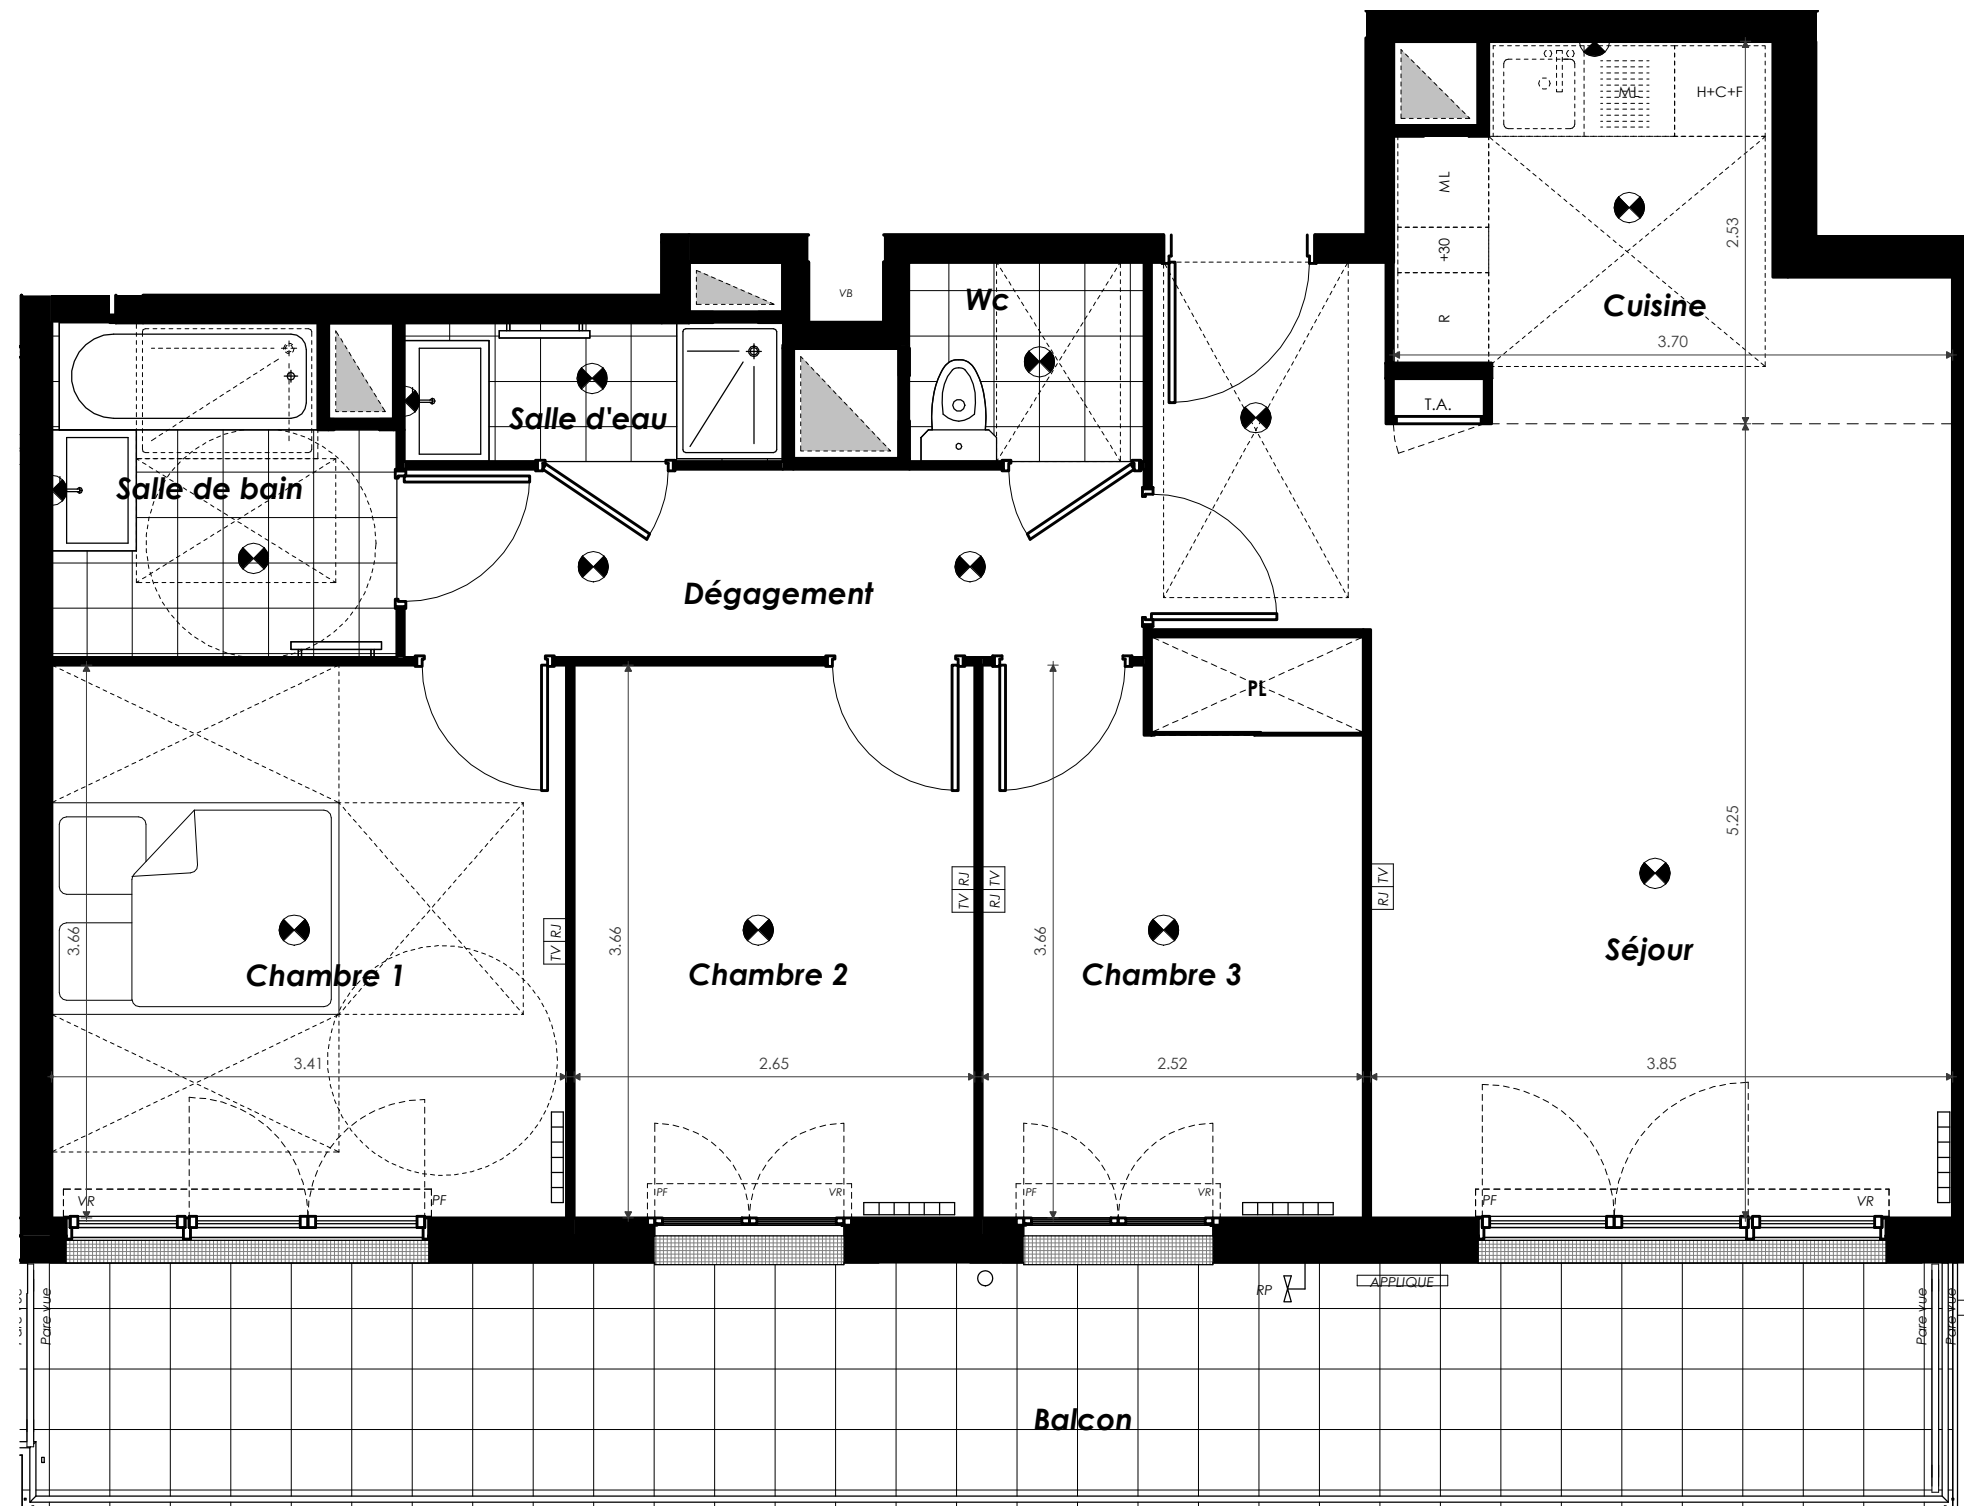 ML
H+C+F
ML
+30
R
2.53
Cuisine
3.70
T.A.
VB
Wc
Salle d'eau
Salle de bain
Dégagement
PL
5.25
3.66
Chambre 1
TV RJ
3.41
3.66
Chambre 2
TV RJ
2.65
RJ TV
3.66
Chambre 3
2.52
RJ TV
Séjour
3.85
VR
PF
PF
VR
PF
VR
PF
VR
Pare vue
RP
APPLIQUE
Pare vue
Pare vue
Balcon